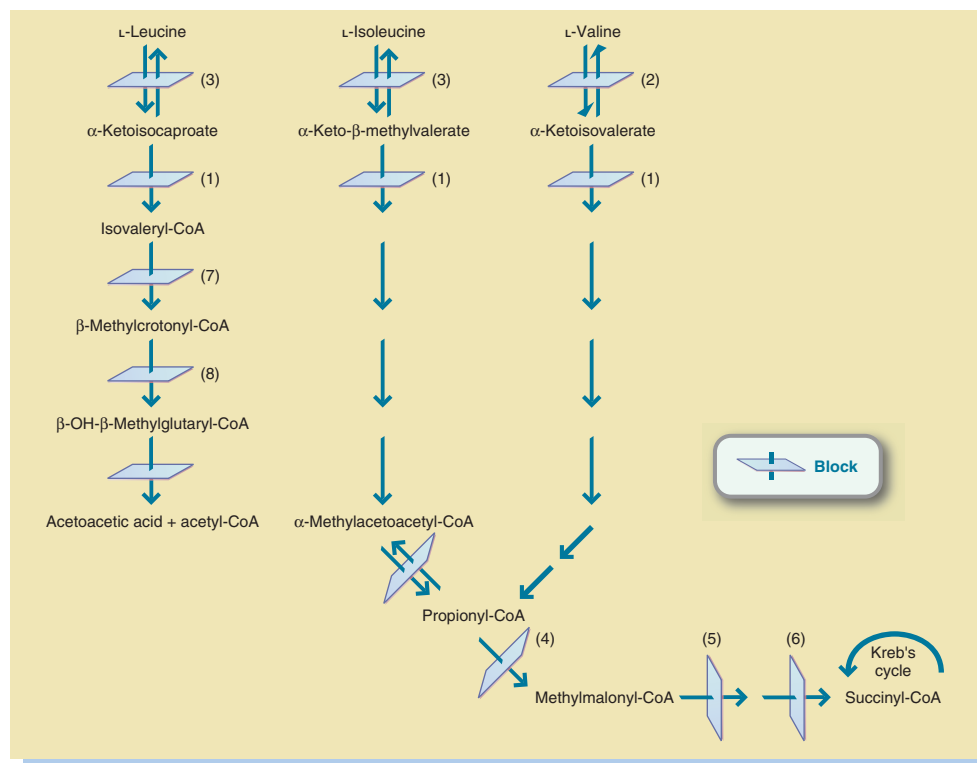 L-Leucine L-Isoleucine L-Valine
(3) (3) (2)
α-Ketoisocaproate α-Keto-β-methylvalerate α-Ketoisovalerate
(1) (1) (1)
Isovaleryl-CoA
(7)
β-Methylcrotonyl-CoA
(8)
β-OH-β-Methylglutaryl-CoA
Block
Acetoacetic acid + acetyl-CoA α-Methylacetoacetyl-CoA
Propionyl-CoA
(4) (5) (6)
Kreb's
cycle
Methylmalonyl-CoA Succinyl-CoA